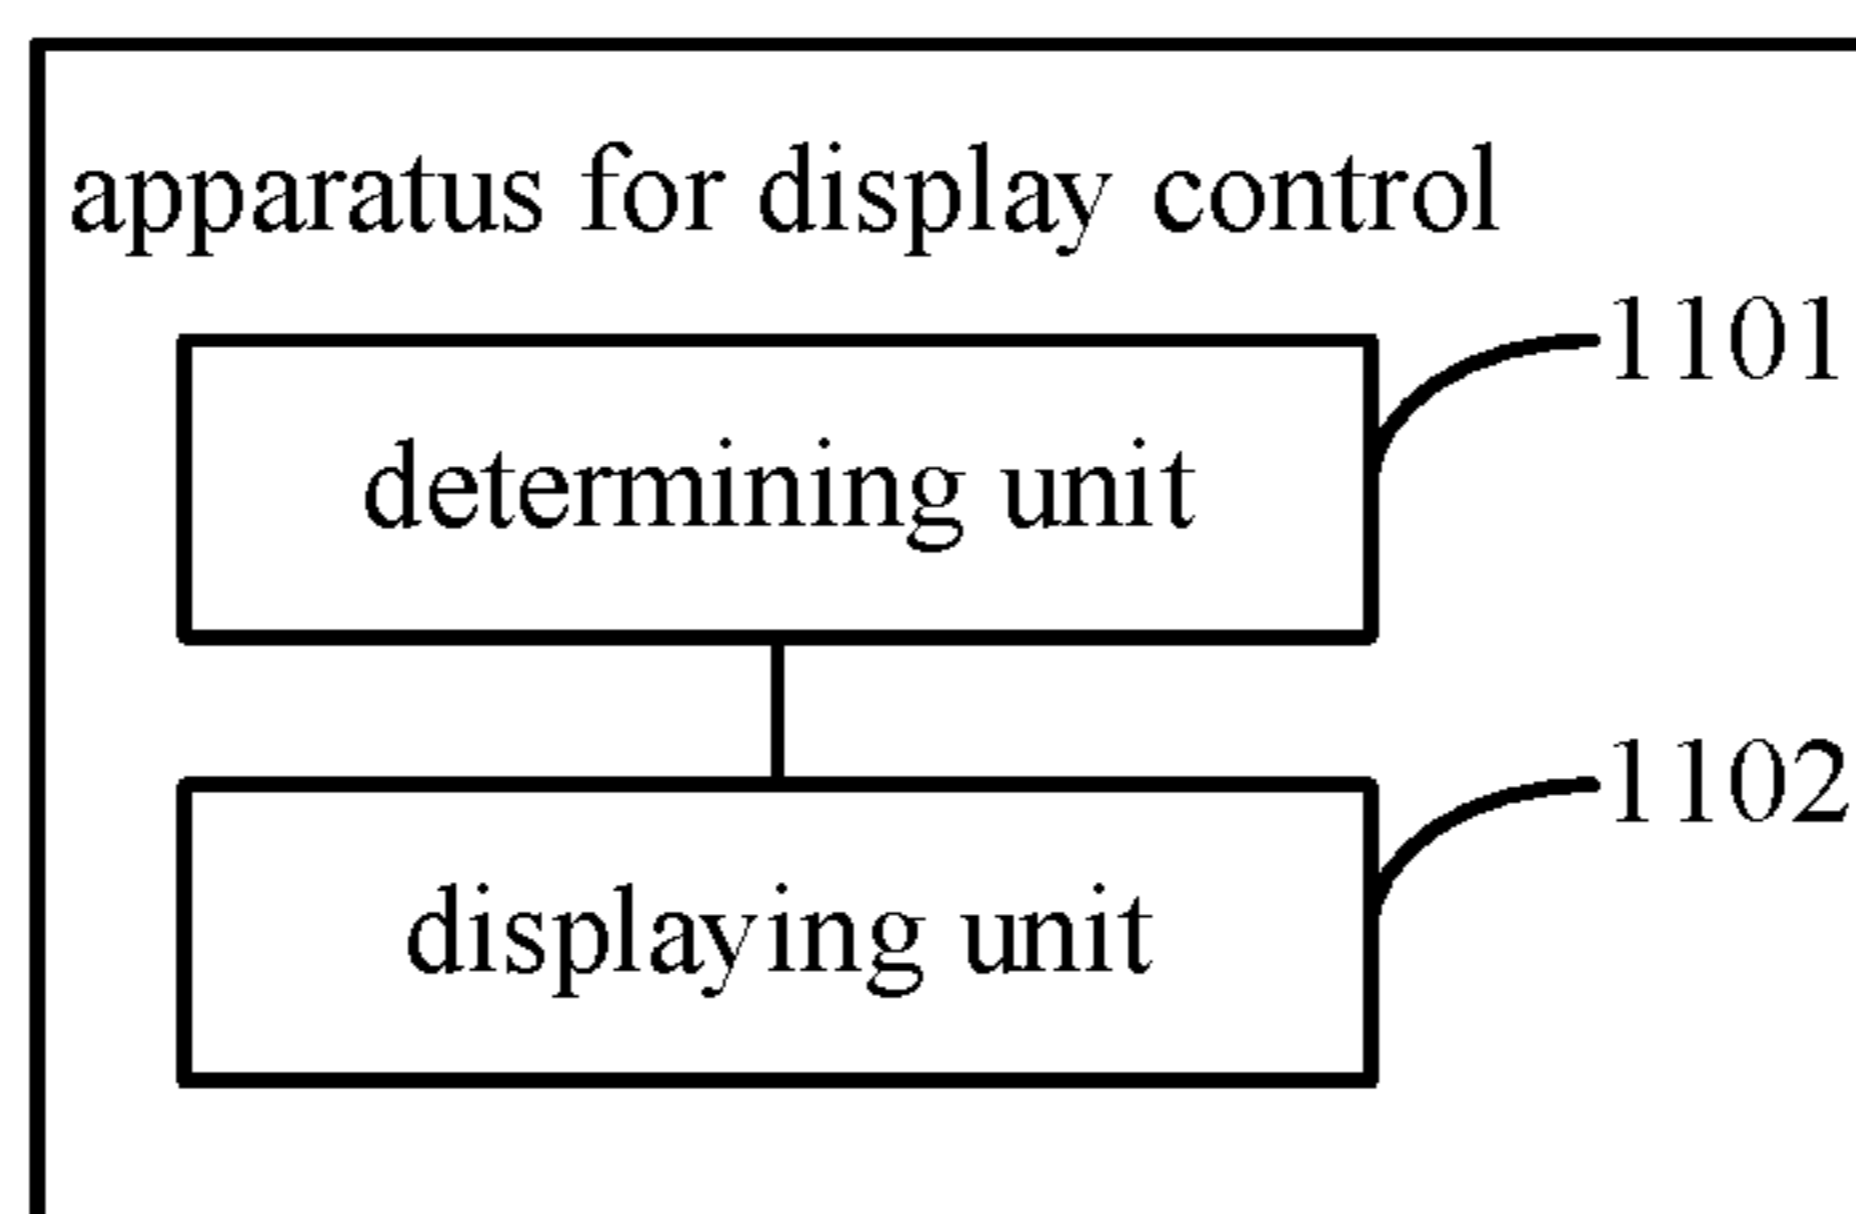 apparatus for display control
1101
determining unit
1102
displaying unit